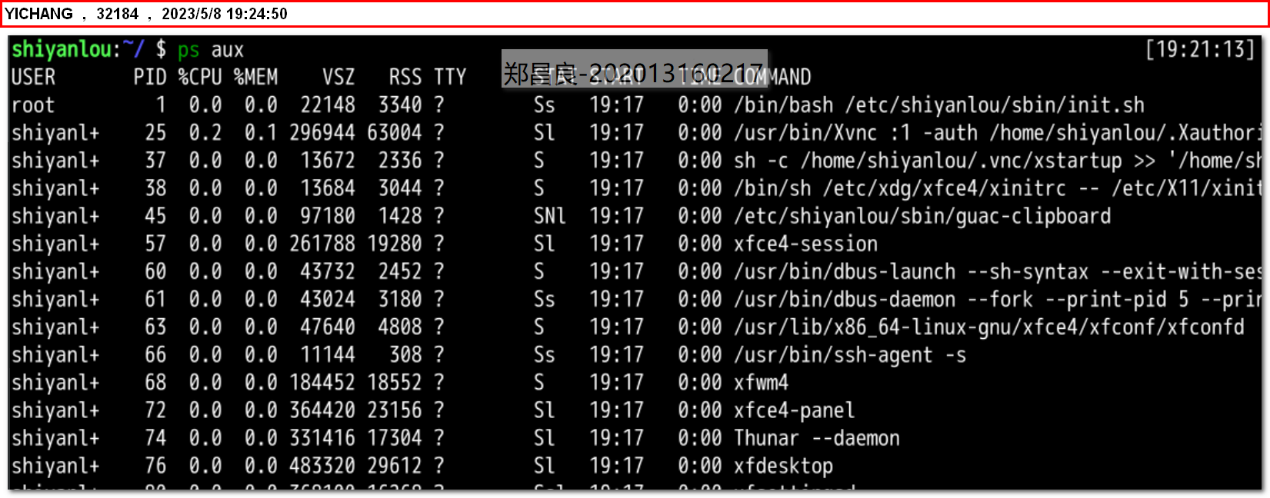 YICHANG , 32184 , 2023/5/8 19:24:50
shiyanlou:~/ $ ps aux [19:21:13]
郑昌良-202013160217
USER PID %CPU %MEM VSZ RSS TTY STAT START TIME COMMAND
root 1 0.0 0.0 22148 3340 ? Ss 19:17 0:00 /bin/bash /etc/shiyanlou/sbin/init.sh
shiyanl+ 25 0.2 0.1 296944 63004 ? Sl 19:17 0:00 /usr/bin/Xvnc :1 -auth /home/shiyanlou/.Xauthori
shiyanl+ 37 0.0 0.0 13672 2336 ? S 19:17 0:00 sh -c /home/shiyanlou/.vnc/xstartup >> '/home/sh
shiyanl+ 38 0.0 0.0 13684 3044 ? S 19:17 0:00 /bin/sh /etc/xdg/xfce4/xinitrc -- /etc/X11/xinit
shiyanl+ 45 0.0 0.0 97180 1428 ? SNl 19:17 0:00 /etc/shiyanlou/sbin/guac-clipboard
shiyanl+ 57 0.0 0.0 261788 19280 ? Sl 19:17 0:00 xfce4-session
shiyanl+ 60 0.0 0.0 43732 2452 ? S 19:17 0:00 /usr/bin/dbus-launch --sh-syntax --exit-with-ses
shiyanl+ 61 0.0 0.0 43024 3180 ? Ss 19:17 0:00 /usr/bin/dbus-daemon --fork --print-pid 5 --prin
shiyanl+ 63 0.0 0.0 47640 4808 ? S 19:17 0:00 /usr/lib/x86_64-linux-gnu/xfce4/xfconf/xfconfd
shiyanl+ 66 0.0 0.0 11144 308 ? Ss 19:17 0:00 /usr/bin/ssh-agent -s
shiyanl+ 68 0.0 0.0 184452 18552 ? S 19:17 0:00 xfwm4
shiyanl+ 72 0.0 0.0 364420 23156 ? Sl 19:17 0:00 xfce4-panel
shiyanl+ 74 0.0 0.0 331416 17304 ? Sl 19:17 0:00 Thunar --daemon
shiyanl+ 76 0.0 0.0 483320 29612 ? Sl 19:17 0:00 xfdesktop